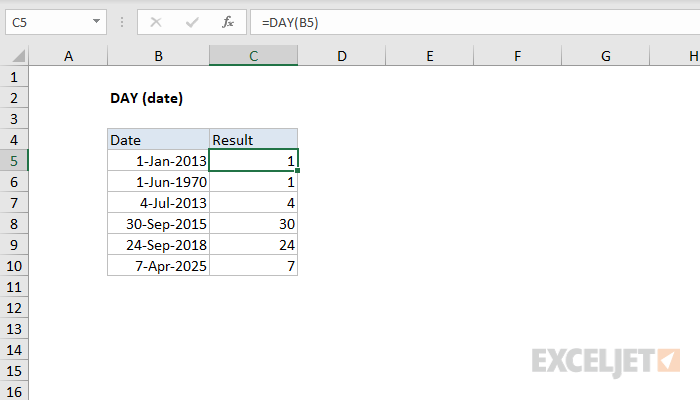 C5 fx =DAY(B5)
A B C D E F G H
1
2 DAY (date)
3
4 Date Result
5 1-Jan-2013 1
6 1-Jun-1970 1
7 4-Jul-2013 4
8 30-Sep-2015 30
9 24-Sep-2018 24
10 7-Apr-2025 7
11
12
13
14
15
16
EXCELJET